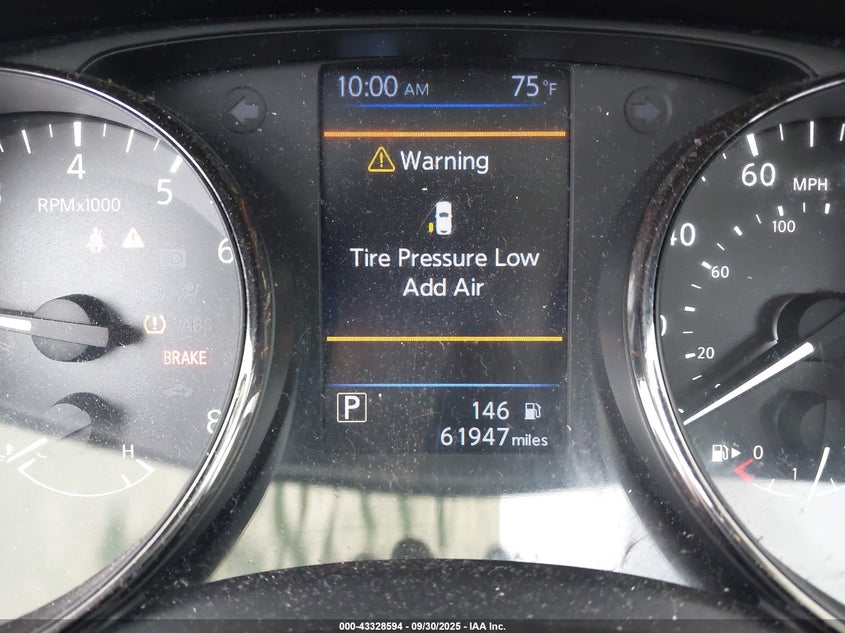 10:00 AM 75°F
Warning
Tire Pressure Low
Add Air
P 146
61947 miles
4
5
6
8
RPMx1000
ABS
BRAKE
H
60
MPH
100
40
60
20
0
1
000-43328594 - 09/30/2025 - IAA Inc.